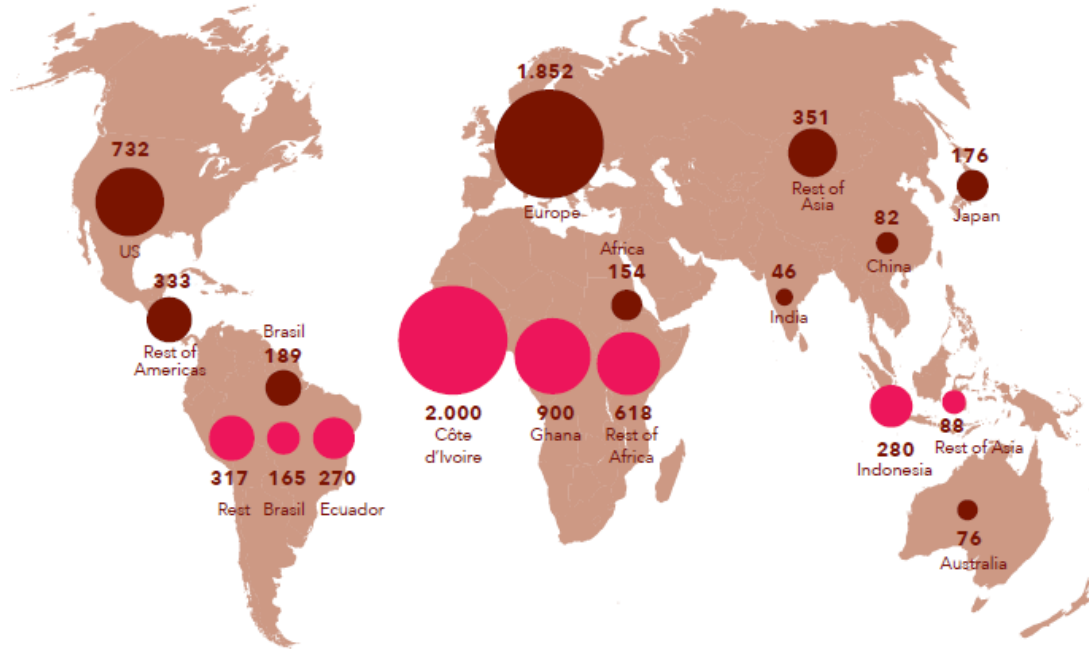 1.852
Europe
732
US
333
Rest of
Americas
Brasil
189
317
Rest
165
Brasil
270
Ecuador
Africa
154
2.000
Côte
d'Ivoire
900
Ghana
618
Rest of
Africa
351
Rest of
Asia
176
Japan
82
China
46
India
280
Indonesia
88
Rest of Asia
76
Australia